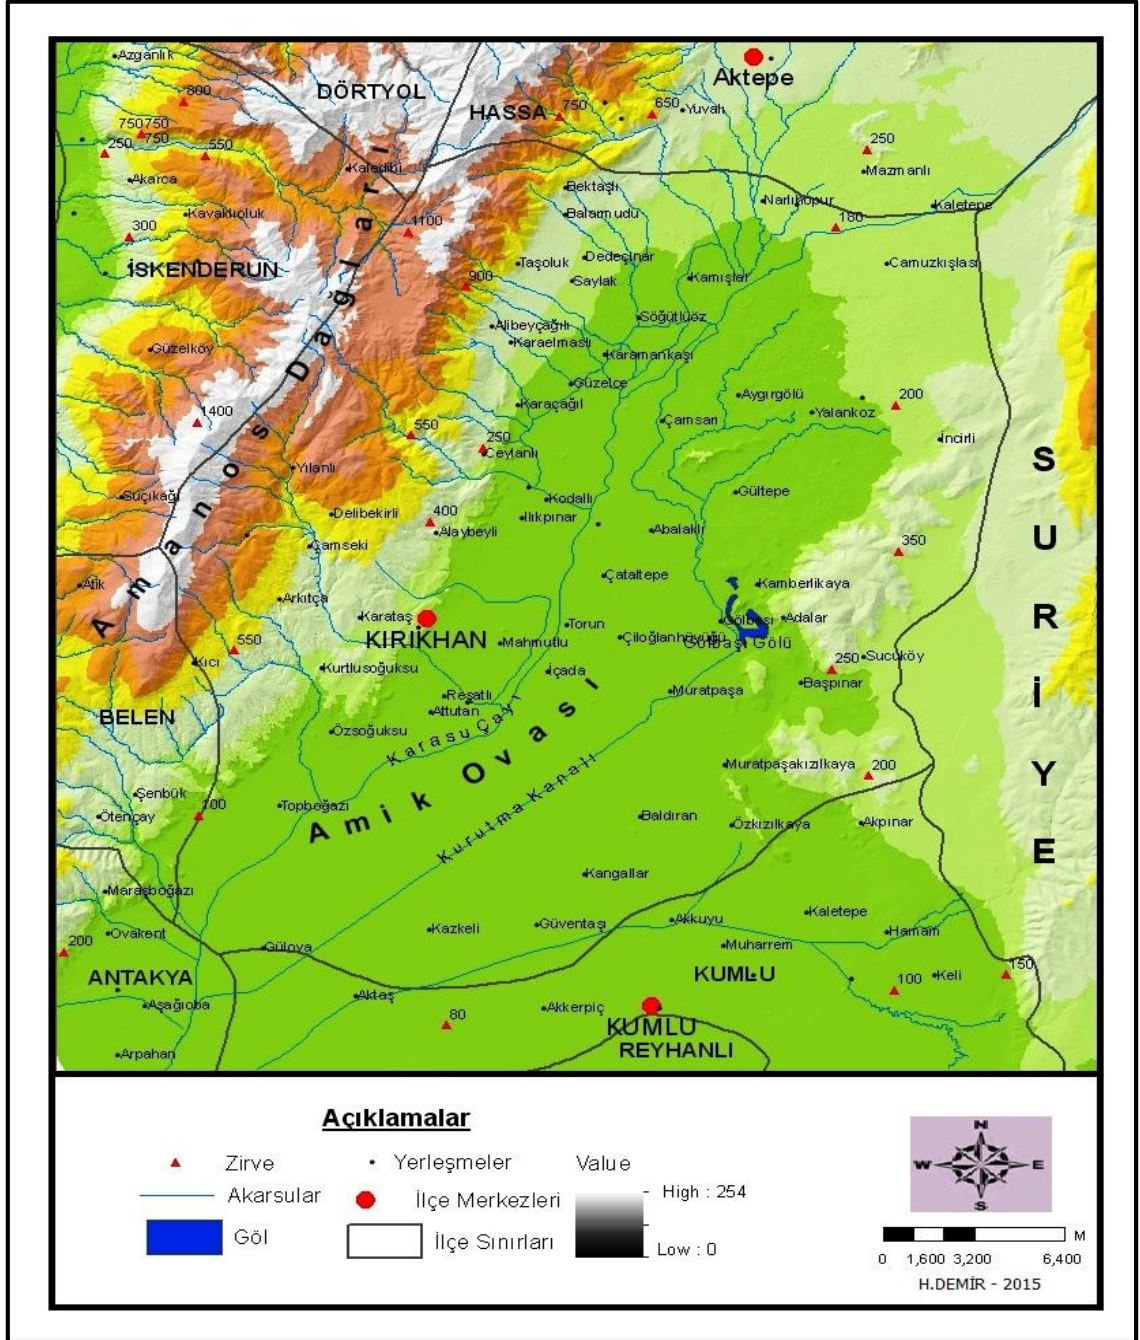 Azganlık
Aktepe
800
DÖRTYOL
HASSA
750
650
Yuvalı
750750
750
250
550
250
Mazmanlı
Akarca
Kaledibi
Bektaşlı
Narlıhopur
Kaletepe
Kavaklıoluk
Balarmudu
180
300
1100
İSKENDERUN
Taşoluk
Dedeçınar
Camuzkışlası
900
Saylak
Kamışlar
Söğütlüöz
Alibeyçağıli
Karaelmaslı
Güzelköy
Karamankaşı
Güzelce
Aygırgölü
200
Karaçağıl
Yalankoz
1400
550
Çamsarı
250
İncirli
Ceylanlı
Yılanlı
Suçıkağı
Kodallı
Gültepe
Delibekirli
400
Ilıkpınar
Alaybeyli
Abalaklı
350
Çamseki
Amanos Dağları
Atik
Çataltepe
Kamberlikaya
Arkıtça
Karataş
Gölbaşı
Adalar
KIRIKHAN
Torun
Çiloğlanhüyüğü
Gölbaşı Gölü
Mahmutlu
550
Kıcı
Kurtlusoğuksu
İçada
250
Sucuköy
Başpınar
Reşatlı
Muratpaşa
BELEN
Attutan
Karasu Çayı
Özsoğuksu
Amik Ovası
Muratpaşakızılkaya
200
Kurutma Kanalı
Şenbük
Topboğazı
Ötençay
100
Baldıran
Özkızılkaya
Akpınar
SURİYE
Kangallar
Maraşboğazı
Kaletepe
Ovakent
Kazkeli
Güventaşı
Akkuyu
Hamam
200
Gülova
Muharrem
ANTAKYA
KUMLU
Keli
150
100
Aşağıoba
Aktaş
Akkerpiç
80
KUMLU
REYHANLI
Arpahan
Açıklamalar
Zirve
Yerleşmeler
Value
Akarsular
İlçe Merkezleri
High : 254
Göl
İlçe Sınırları
Low : 0
N
W
E
S
M
0 1,600 3,200 6,400
H.DEMİR - 2015